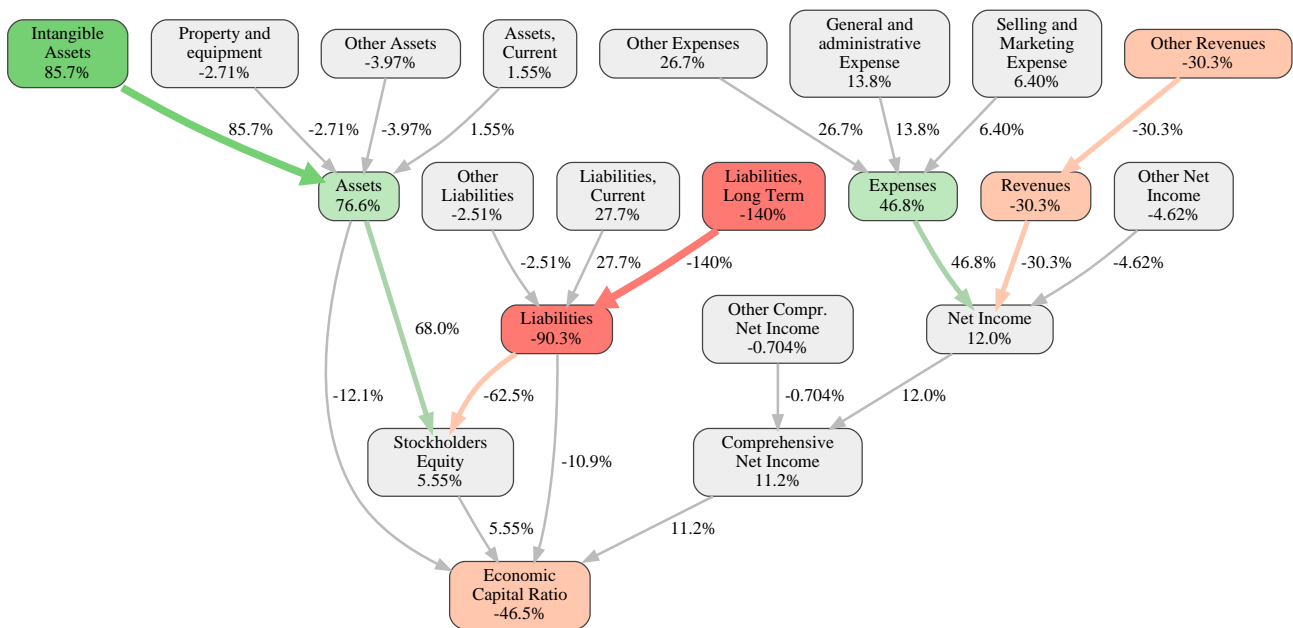 Intangible
Assets
85.7%
Property and
equipment
-2.71%
Other Assets
-3.97%
Assets,
Current
1.55%
Other Expenses
26.7%
General and
administrative
Expense
13.8%
Selling and
Marketing
Expense
6.40%
Other Revenues
-30.3%
85.7%
-2.71%
-3.97%
1.55%
26.7%
13.8%
6.40%
-30.3%
Assets
76.6%
Other
Liabilities
-2.51%
Liabilities,
Current
27.7%
Liabilities,
Long Term
-140%
Expenses
46.8%
Revenues
-30.3%
Other Net
Income
-4.62%
-2.51%
27.7%
-140%
46.8%
-30.3%
-4.62%
68.0%
Liabilities
-90.3%
Other Compr.
Net Income
-0.704%
Net Income
12.0%
-12.1%
-62.5%
-0.704%
12.0%
Stockholders
Equity
5.55%
-10.9%
Comprehensive
Net Income
11.2%
5.55%
11.2%
Economic
Capital Ratio
-46.5%